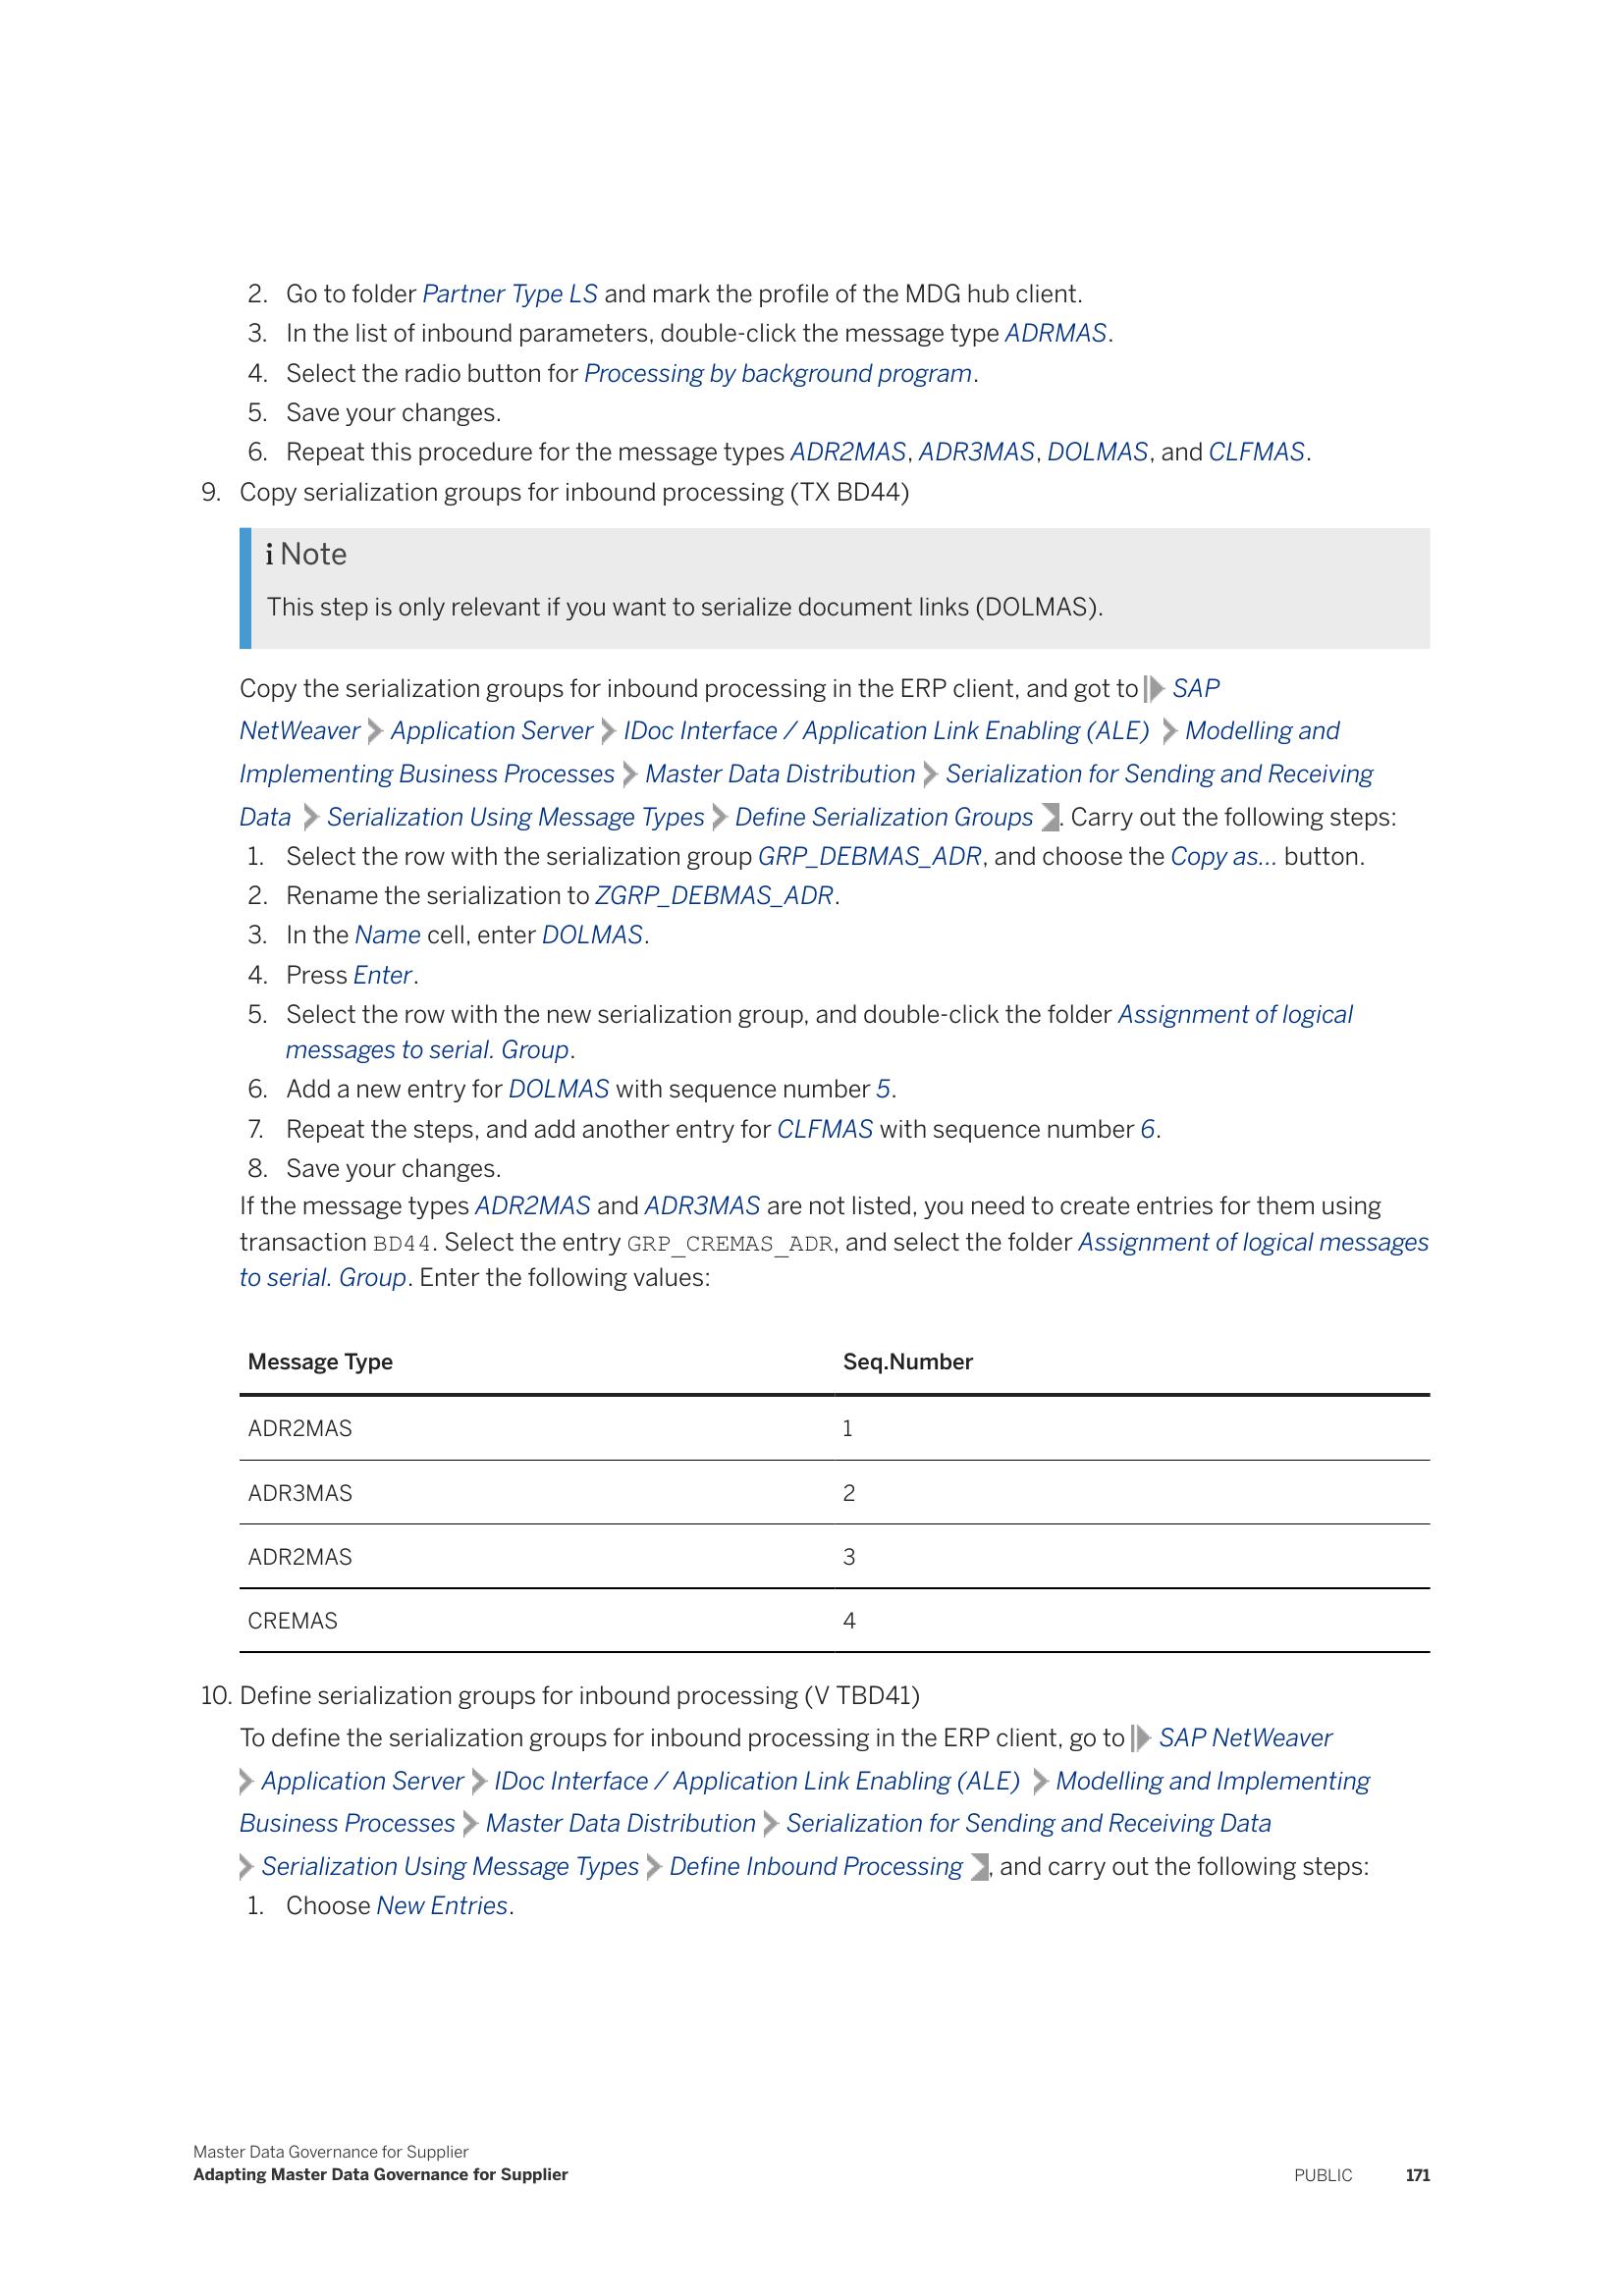 2. Go to folder Partner Type LS and mark the profile of the MDG hub client.
3. In the list of inbound parameters, double-click the message type ADRMAS.
4. Select the radio button for Processing by background program.
5. Save your changes.
6. Repeat this procedure for the message types ADR2MAS, ADR3MAS, DOLMAS, and CLFMAS.
9. Copy serialization groups for inbound processing (TX BD44)
i Note
This step is only relevant if you want to serialize document links (DOLMAS).
Copy the serialization groups for inbound processing in the ERP client, and got to SAP
NetWeaver Application Server IDoc Interface / Application Link Enabling (ALE) Modelling and
Implementing Business Processes Master Data Distribution Serialization for Sending and Receiving
Data Serialization Using Message Types Define Serialization Groups . Carry out the following steps:
1. Select the row with the serialization group GRP_DEBMAS_ADR, and choose the Copy as... button.
2. Rename the serialization to ZGRP_DEBMAS_ADR.
3. In the Name cell, enter DOLMAS.
4. Press Enter.
5. Select the row with the new serialization group, and double-click the folder Assignment of logical
messages to serial. Group.
6. Add a new entry for DOLMAS with sequence number 5.
7. Repeat the steps, and add another entry for CLFMAS with sequence number 6.
8. Save your changes.
If the message types ADR2MAS and ADR3MAS are not listed, you need to create entries for them using
transaction BD44. Select the entry GRP_CREMAS_ADR, and select the folder Assignment of logical messages
to serial. Group. Enter the following values:
Message Type Seq.Number
ADR2MAS 1
ADR3MAS 2
ADR2MAS 3
CREMAS 4
10. Define serialization groups for inbound processing (V TBD41)
To define the serialization groups for inbound processing in the ERP client, go to SAP NetWeaver
Application Server IDoc Interface / Application Link Enabling (ALE) Modelling and Implementing
Business Processes Master Data Distribution Serialization for Sending and Receiving Data
Serialization Using Message Types Define Inbound Processing , and carry out the following steps:
1. Choose New Entries.
Master Data Governance for Supplier
Adapting Master Data Governance for Supplier PUBLIC 171